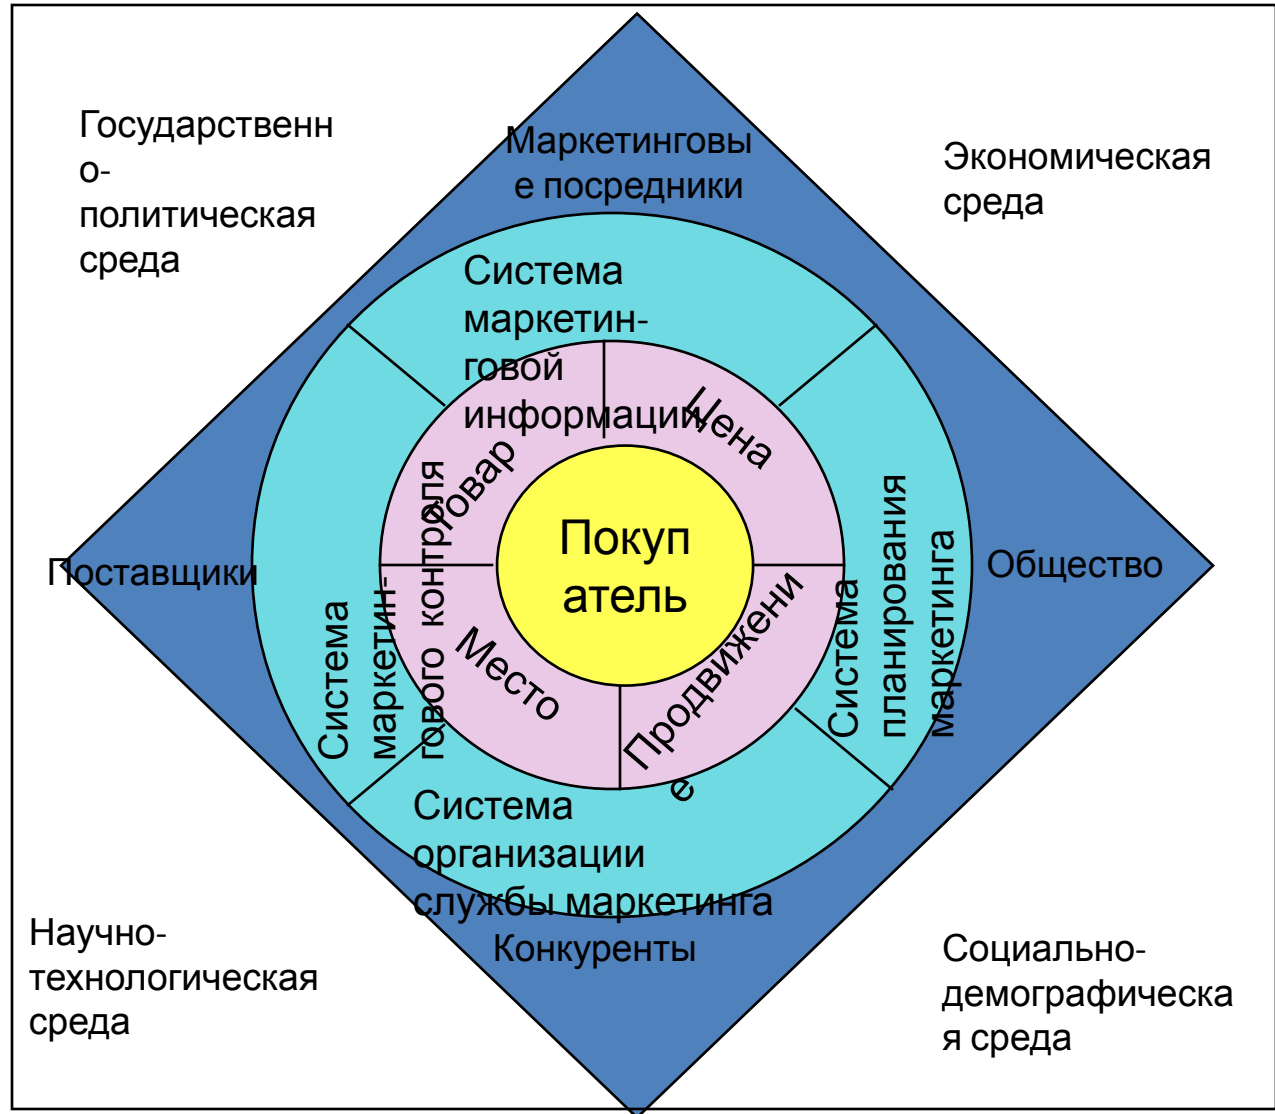 Государственн
о-
политическая
среда
Маркетинговы
е посредники
Экономическая
среда
Система
маркетин-
говой
информации
Товар
Цена
Покуп
атель
Поставщики
Общество
Система
маркетин-
гового контроля
Система
планирования
маркетинга
Место
Продвижени
е
Система
организации
службы маркетинга
Конкуренты
Научно-
технологическая
среда
Социально-
демографическа
я среда